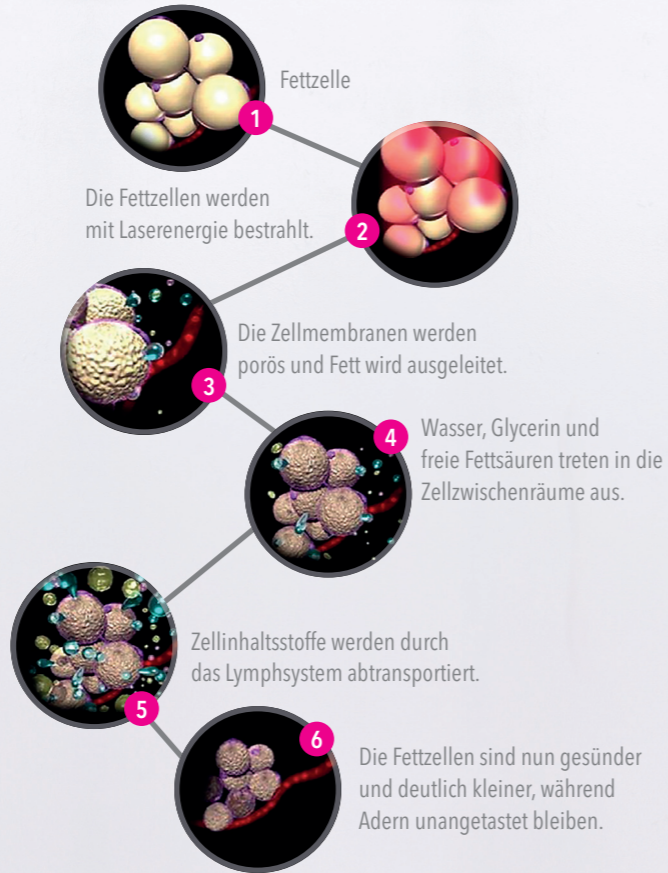 Fettzelle
1
Die Fettzellen werden
mit Laserenergie bestrahlt.
2
Die Zellmembranen werden
porös und Fett wird ausgeleitet.
3
4
Wasser, Glycerin und
freie Fettsäuren treten in die
Zellzwischenräume aus.
Zellinhaltsstoffe werden durch
das Lymphsystem abtransportiert.
5
6
Die Fettzellen sind nun gesünder
und deutlich kleiner, während
Adern unangetastet bleiben.